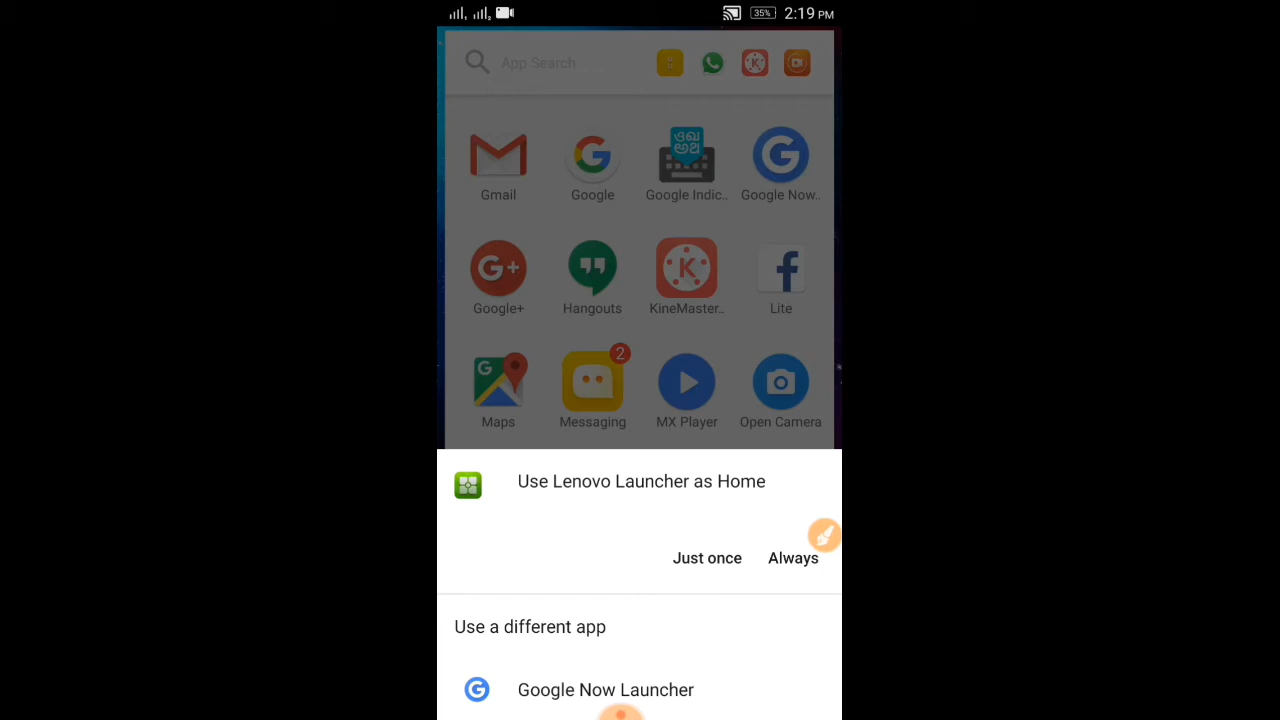 35% 2:19 PM
App Search
Gmail Google Google Indic.. Google Now..
Google+ Hangouts KineMaster.. Lite
2
Maps Messaging MX Player Open Camera
Use Lenovo Launcher as Home
Just once Always
Use a different app
Google Now Launcher